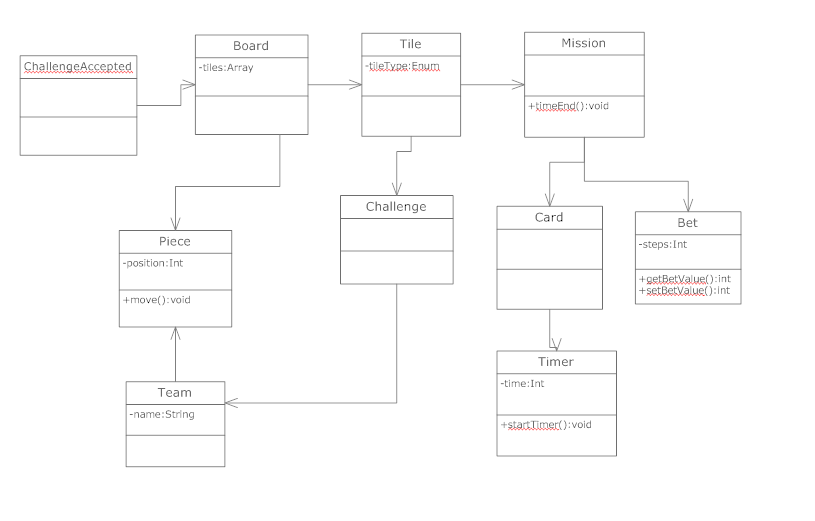 ChallengeAccepted
Board
-tiles:Array
Tile
-tileType:Enum
Mission
+timeEnd():void
Piece
-position:Int
+move():void
Challenge
Card
Bet
-steps:Int
+getBetValue():int
+setBetValue():int
Team
-name:String
Timer
-time:Int
+startTimer():void